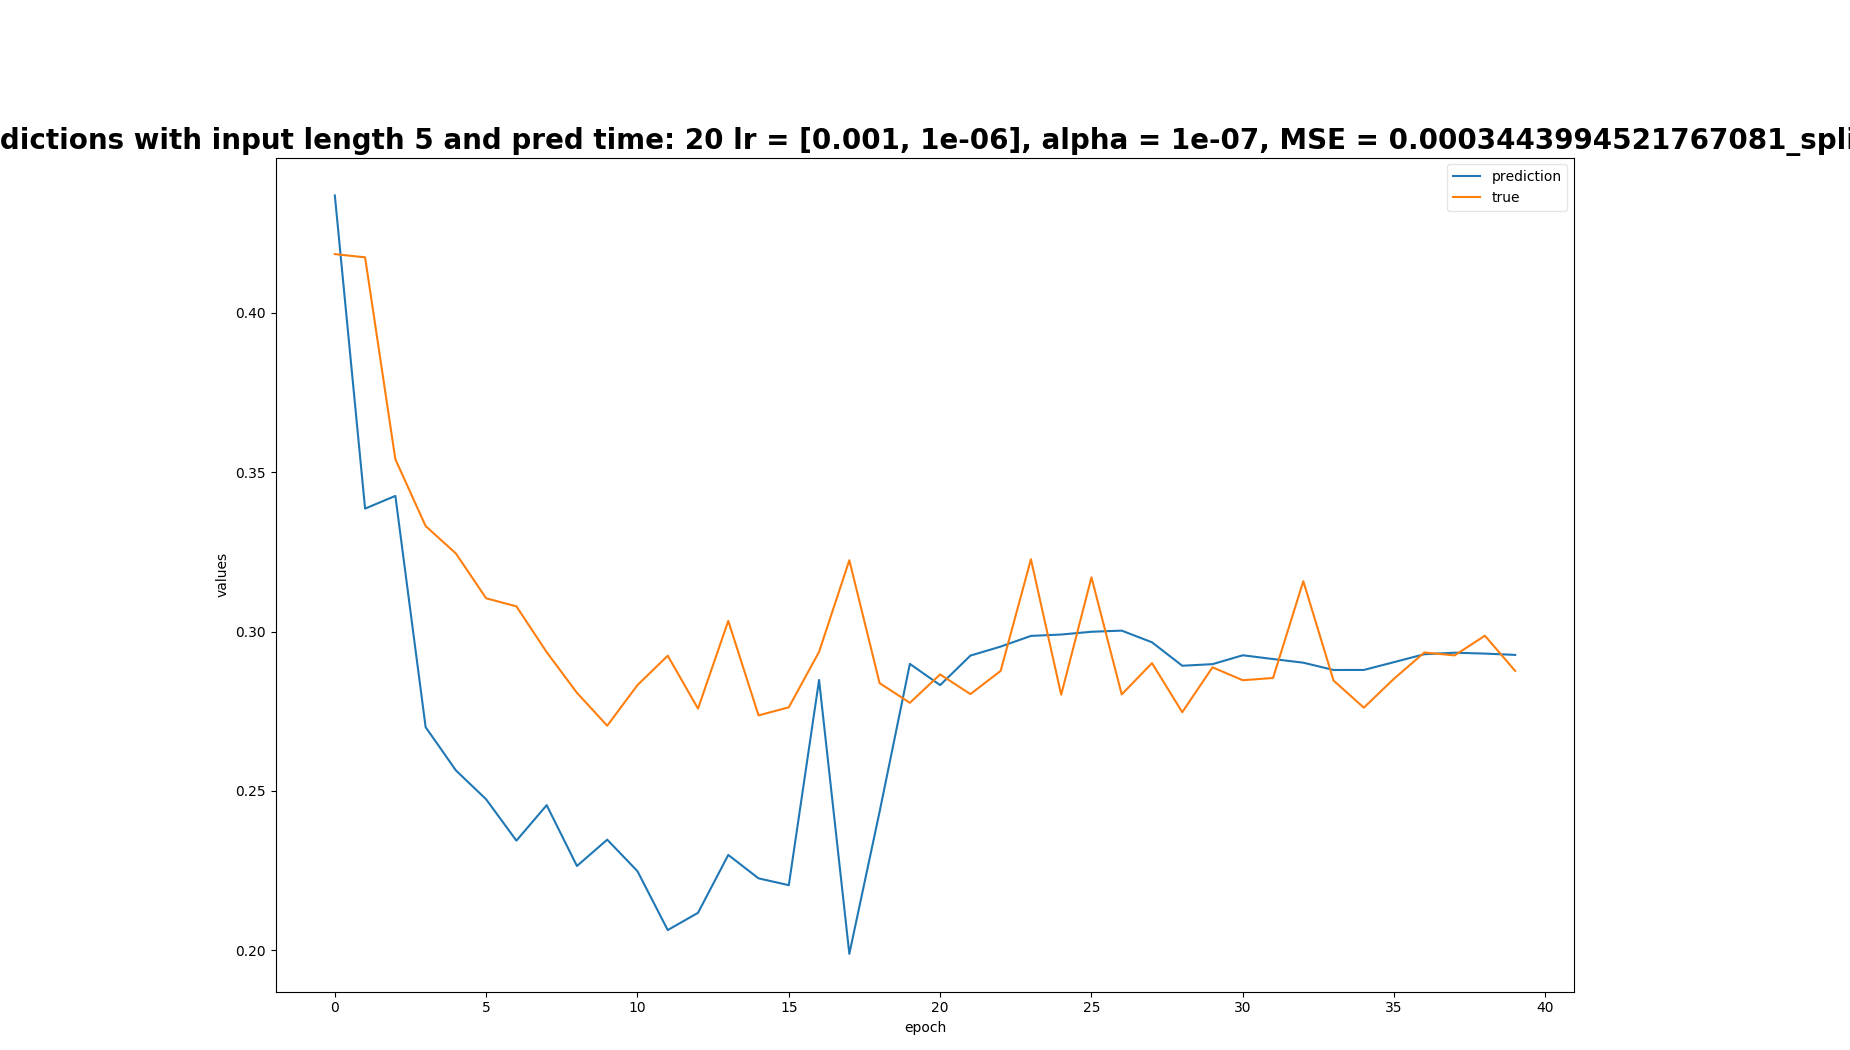 dictions with input length 5 and pred time: 20 lr = [0.001, 1e-06], alpha = 1e-07, MSE = 0.0003443994521767081_spli
prediction
true
0.40
0.35
0.30
0.25
0.20
values
0
5
10
15
20
25
30
35
40
epoch